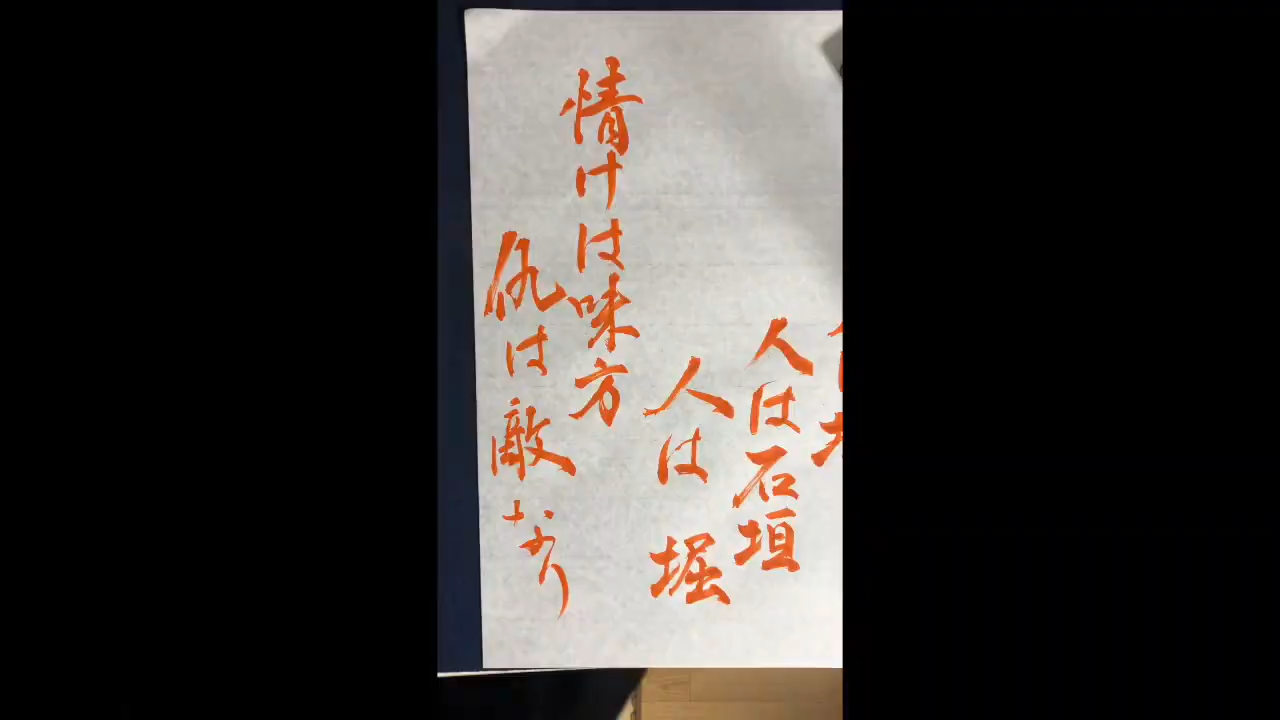 人は石垣
人は 堀
情けは味方
仇は敵なり